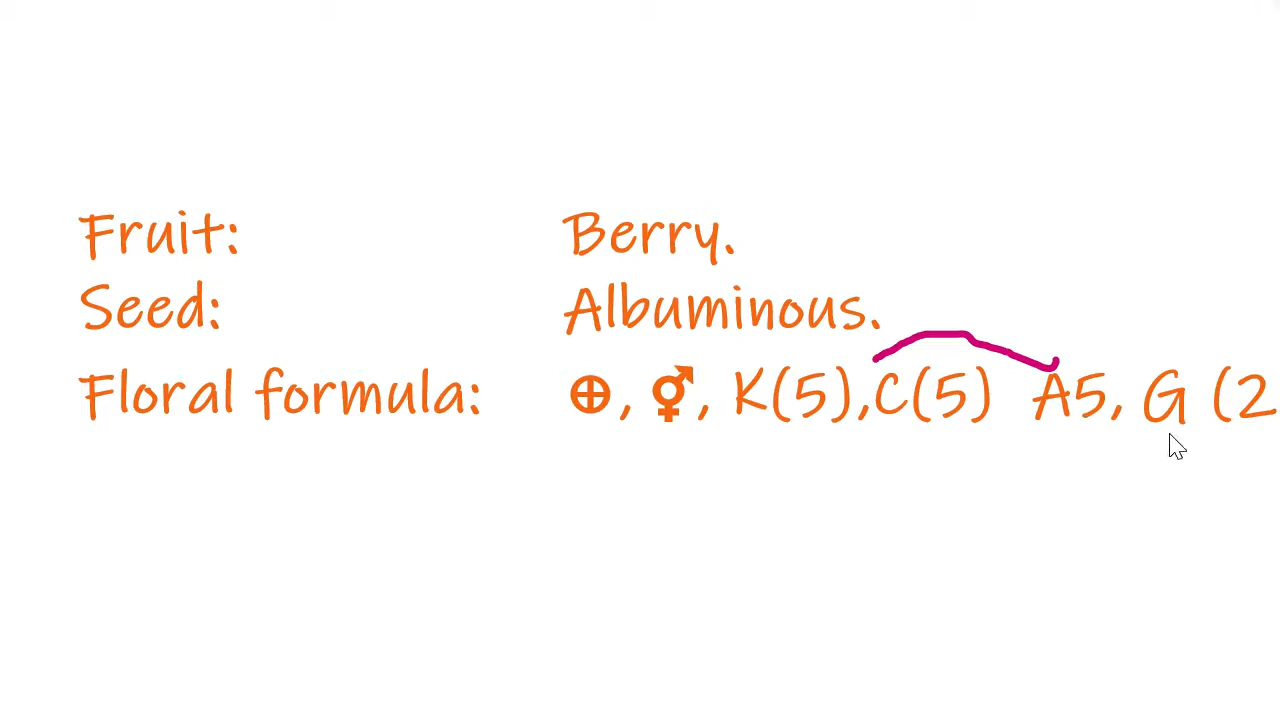 Fruit: Berry.
Seed: Albuminous.
Floral formula: ⊕, ⚥, K(5),C(5) A5, G (2